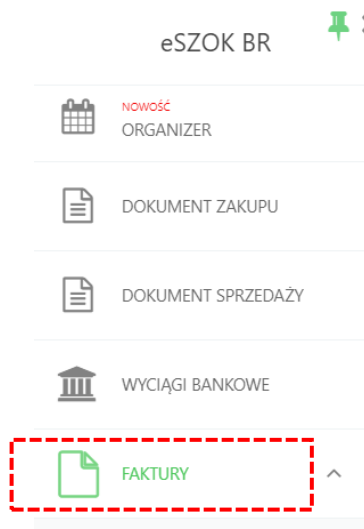 eSZOK BR
NOWOŚĆ
ORGANIZER
DOKUMENT ZAKUPU
DOKUMENT SPRZEDAŻY
WYCIĄGI BANKOWE
FAKTURY